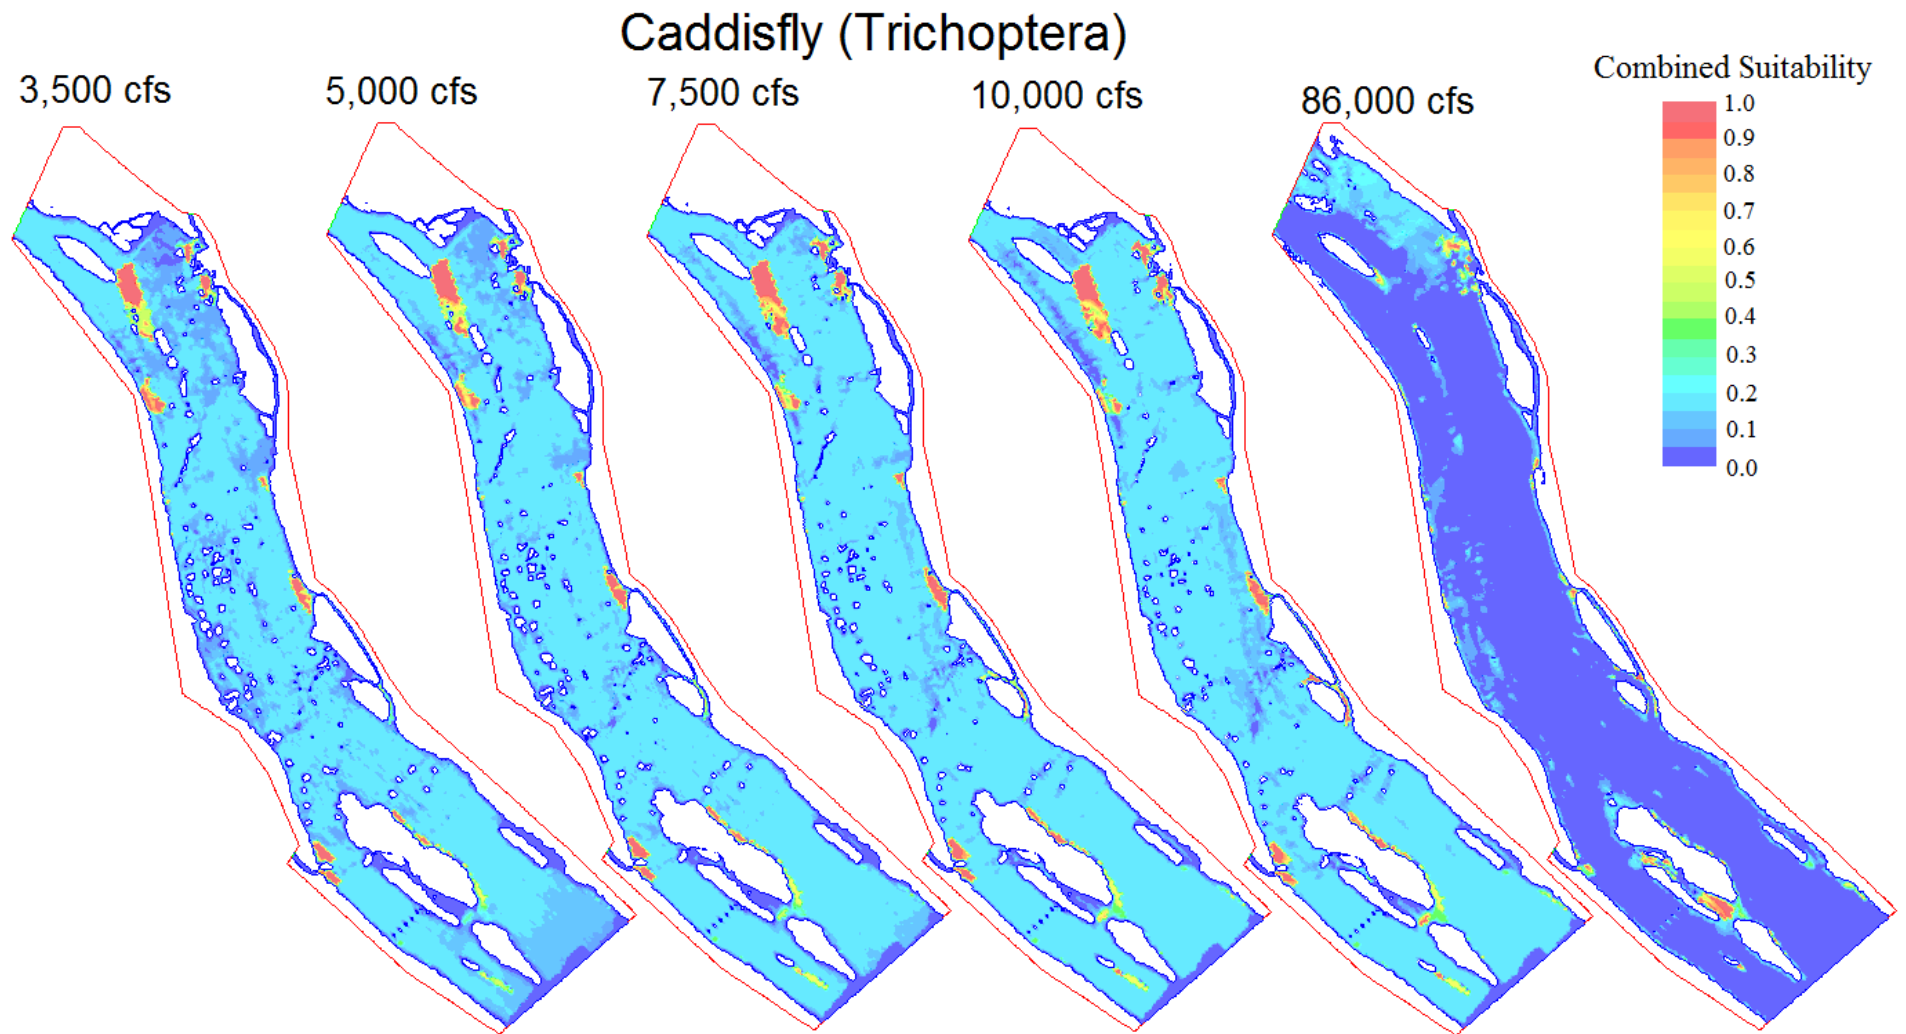 Caddisfly (Trichoptera)
3,500 cfs
5,000 cfs
7,500 cfs
10,000 cfs
86,000 cfs
Combined Suitability
1.0
0.9
0.8
0.7
0.6
0.5
0.4
0.3
0.2
0.1
0.0